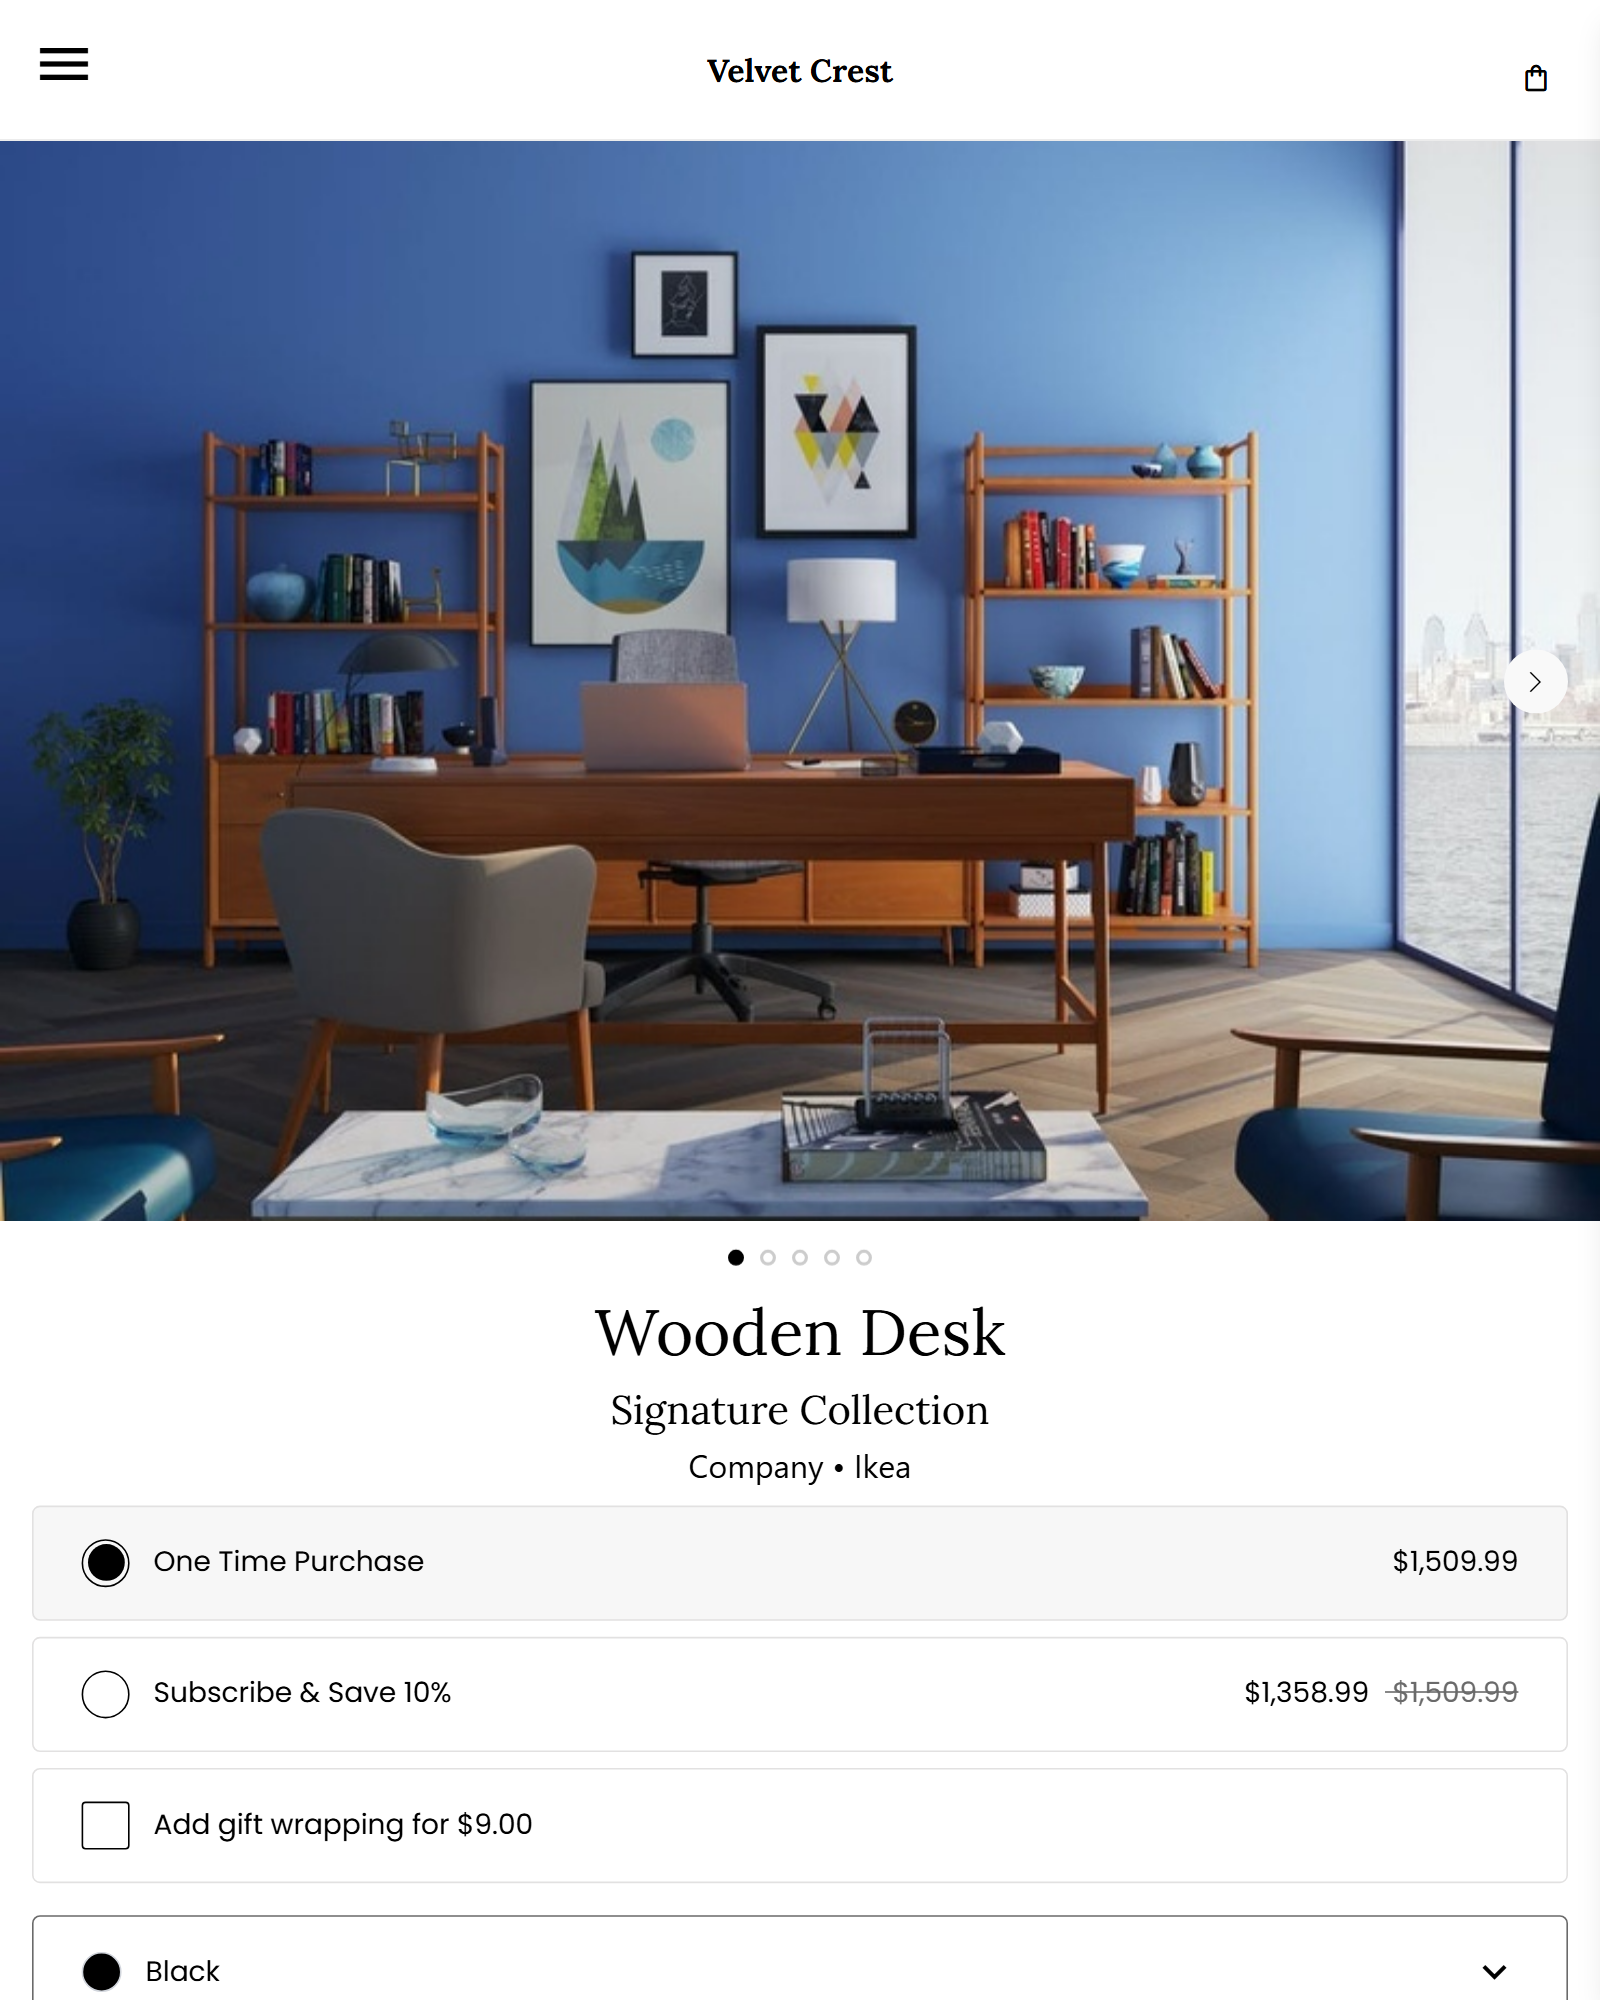 Velvet Crest
Wooden Desk
Signature Collection
Company • Ikea
One Time Purchase $1,509.99
Subscribe & Save 10% $1,358.99 $1,509.99
Add gift wrapping for $9.00
Black